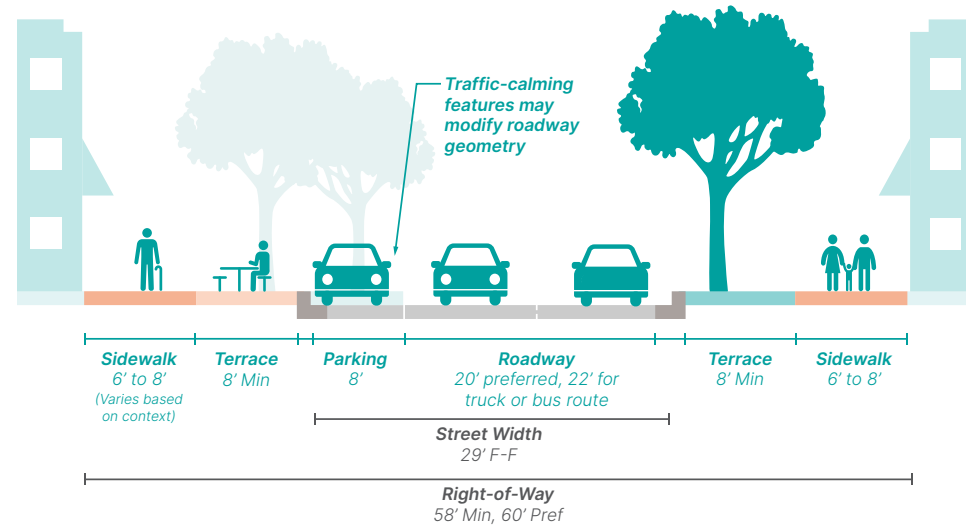 Traffic-calming
features may
modify roadway
geometry
Sidewalk
6’ to 8’
(Varies based
on context)
Terrace
8’ Min
Parking
8’
Roadway
20’ preferred, 22’ for
truck or bus route
Terrace
8’ Min
Sidewalk
6’ to 8’
Street Width
29’ F-F
Right-of-Way
58’ Min, 60’ Pref